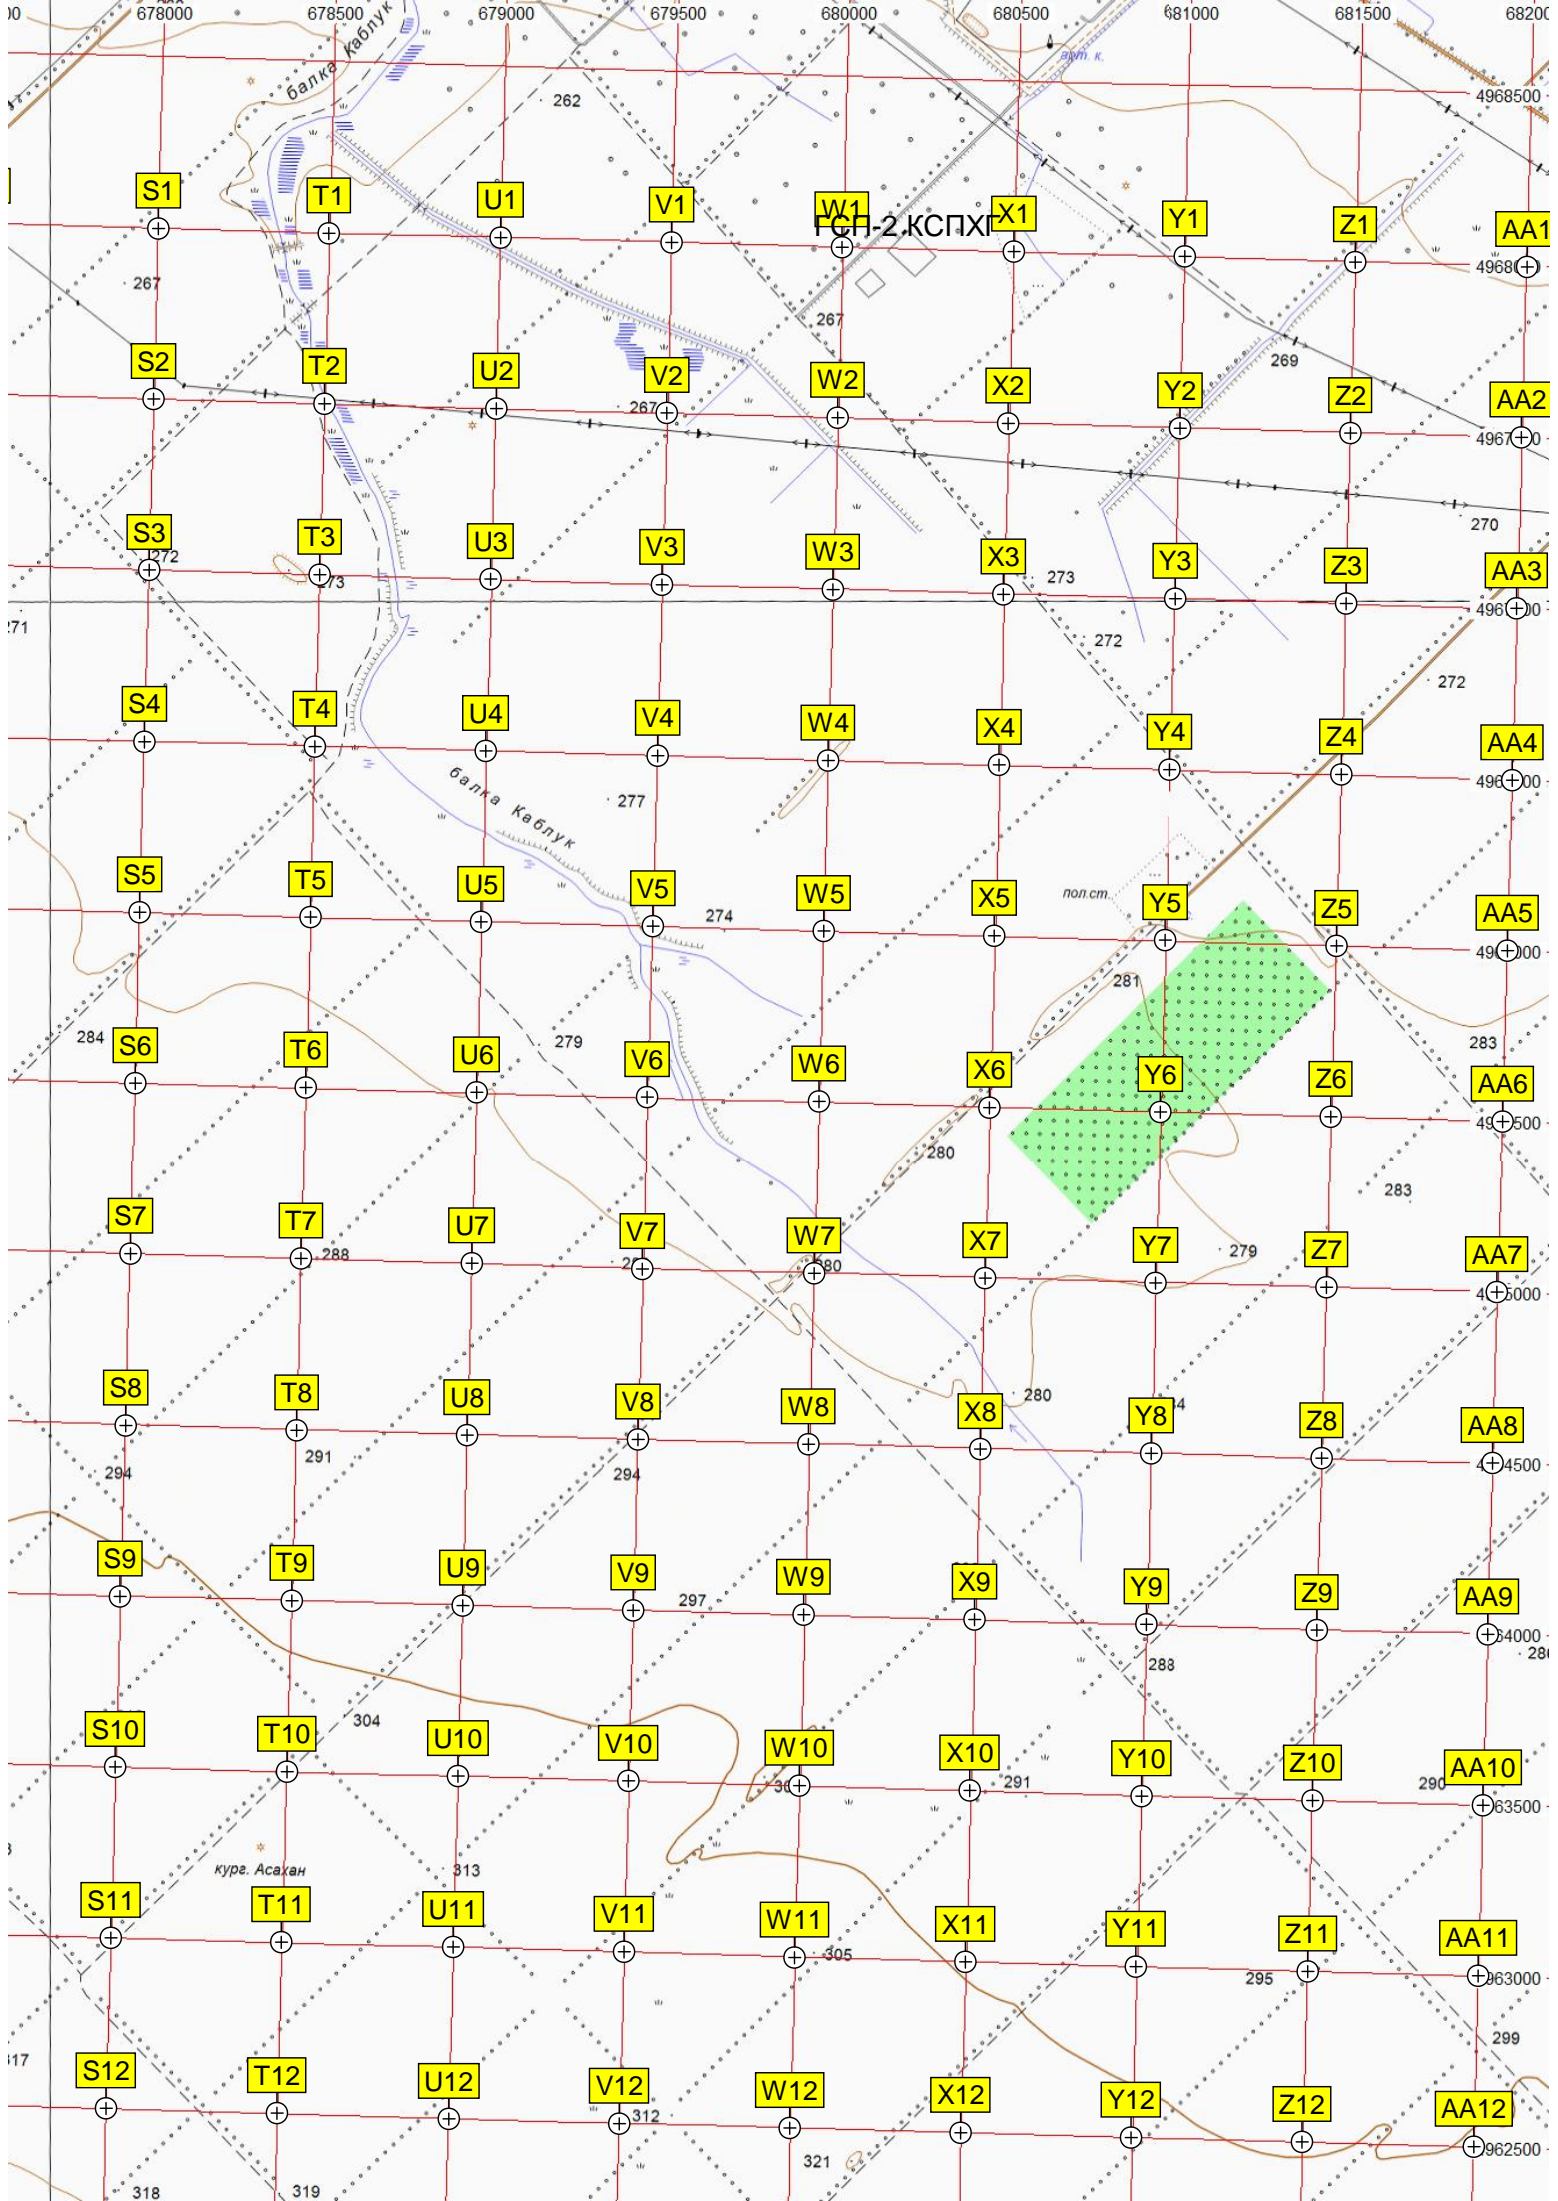 678000 678500 679000 679500 680000 680500 681000 681500
балка Каблук
арт. к.
262
4968500
S1 T1 U1 V1 W1 X1 Y1 Z1 AA1
ГСП-2 КСПХГ
267
267
269
S2 T2 U2 V2 W2 X2 Y2 Z2 AA2
267
270
S3 T3 U3 V3 W3 X3 Y3 Z3 AA3
272
273
273
272
272
S4 T4 U4 V4 W4 X4 Y4 Z4 AA4
балка Каблук
277
пол.ст.
S5 T5 U5 V5 W5 X5 Y5 Z5 AA5
274
281
284
279
283
S6 T6 U6 V6 W6 X6 Y6 Z6 AA6
280
283
S7 T7 U7 V7 W7 X7 Y7 Z7 AA7
288
280
279
S8 T8 U8 V8 W8 X8 Y8 Z8 AA8
280
291
294
294
S9 T9 U9 V9 W9 X9 Y9 Z9 AA9
297
288
304
S10 T10 U10 V10 W10 X10 Y10 Z10 AA10
291
290
кург. Асахан
313
S11 T11 U11 V11 W11 X11 Y11 Z11 AA11
305
295
299
S12 T12 U12 V12 W12 X12 Y12 Z12 AA12
312
321
318
319